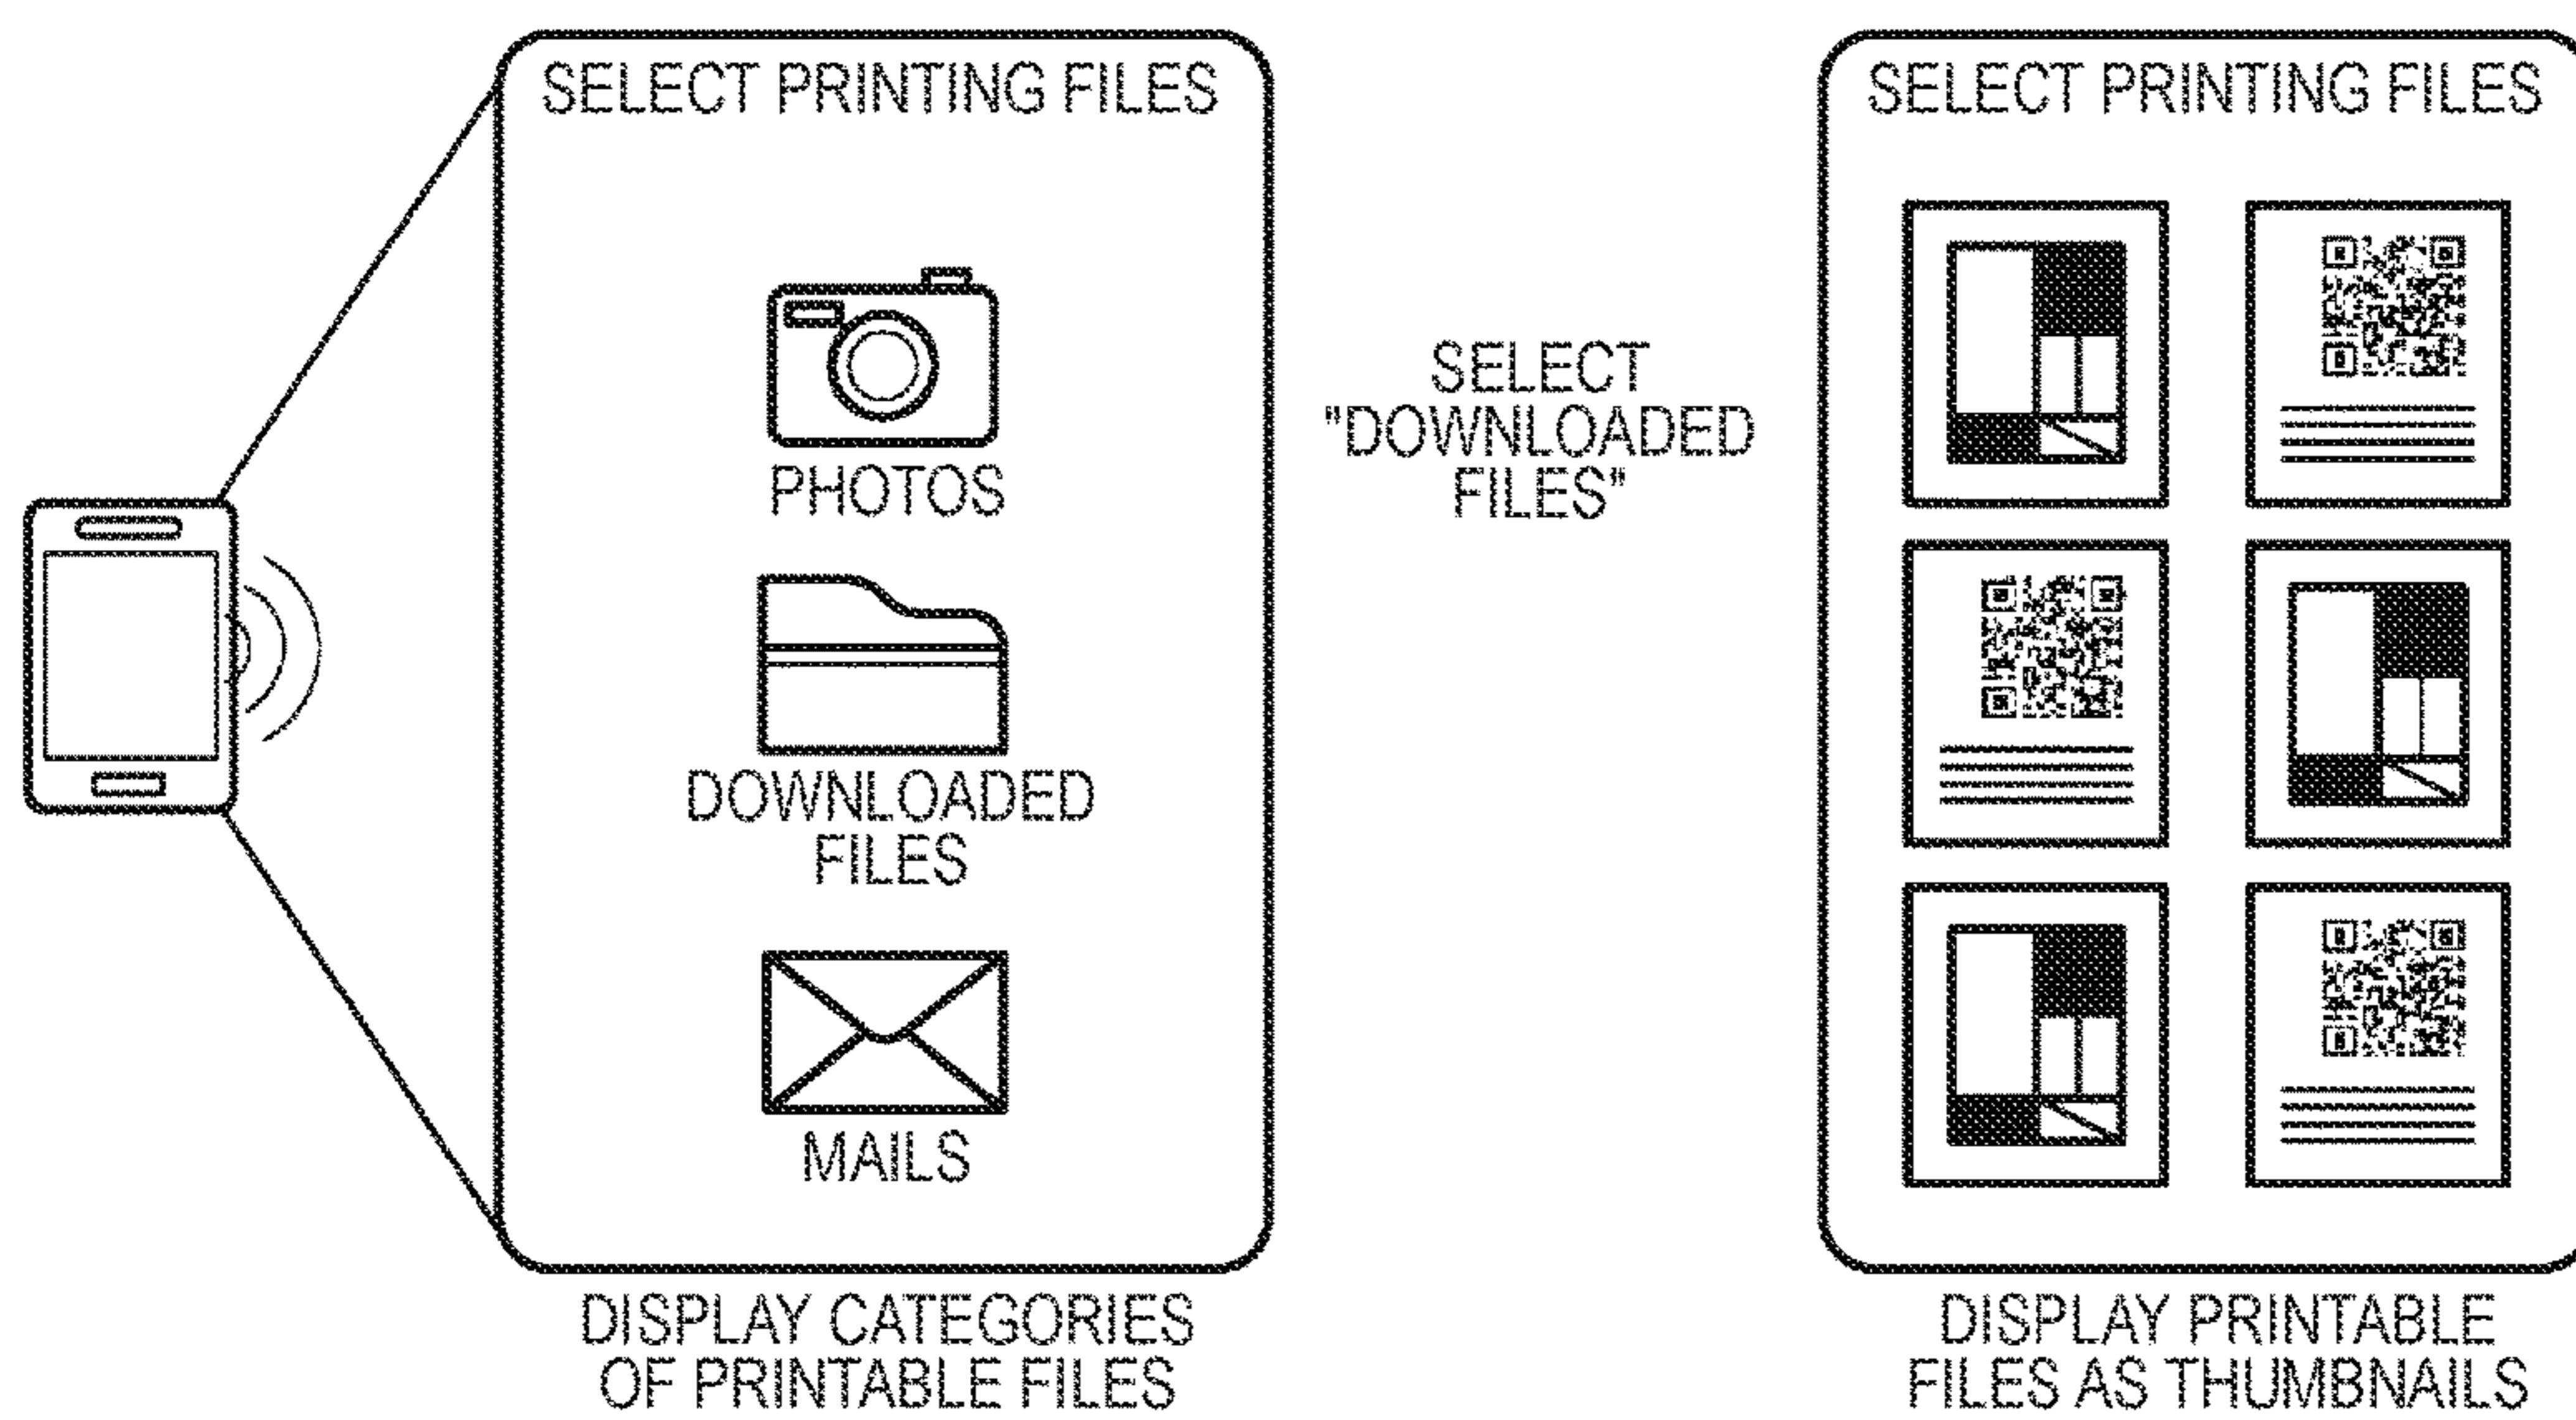 SELECT PRINTING FILES
PHOTOS
DOWNLOADED
FILES
MAILS
DISPLAY CATEGORIES
OF PRINTABLE FILES
SELECT
"DOWNLOADED
FILES"
SELECT PRINTING FILES
DISPLAY PRINTABLE
FILES AS THUMBNAILS